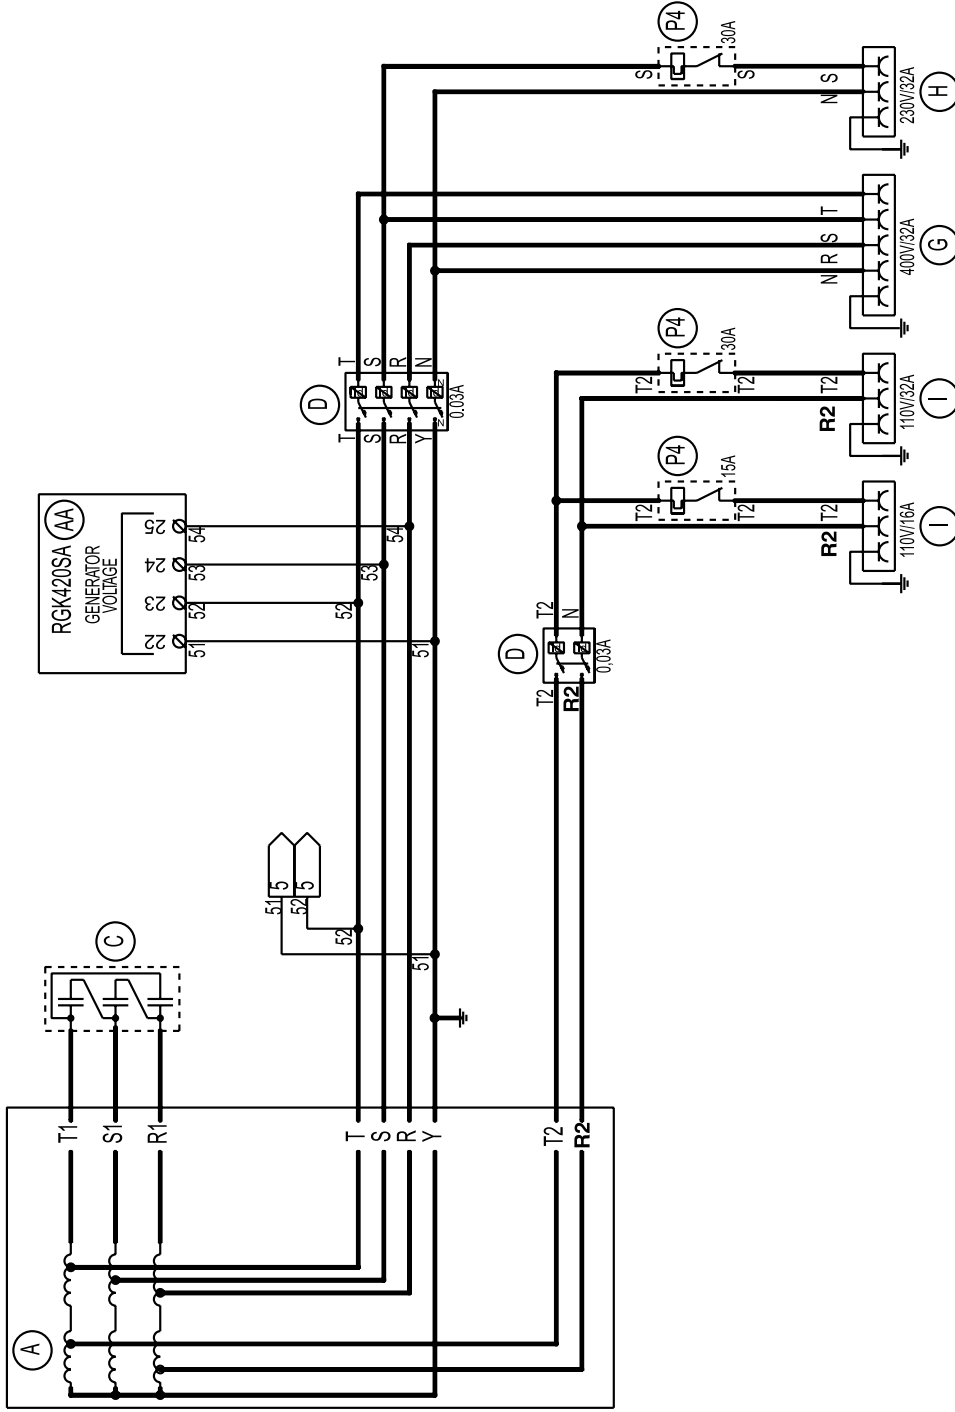 A
T1
S1
R1
T
S
R
Y
T2
R2
C
51
5
52
5
52
51
RGK420SA
AA
GENERATOR
VOLTAGE
22
23
24
25
51
52
53
54
51
52
53
54
D
T
S
R
Y
T
S
R
N
N
N
0.03A
D
T2
R2
T2
N
0,03A
P4
S
S
30A
N
S
230V/32A
H
N
R
S
T
400V/32A
G
P4
T2
T2
30A
R2
T2
110V/32A
I
P4
T2
T2
15A
R2
T2
110V/16A
I